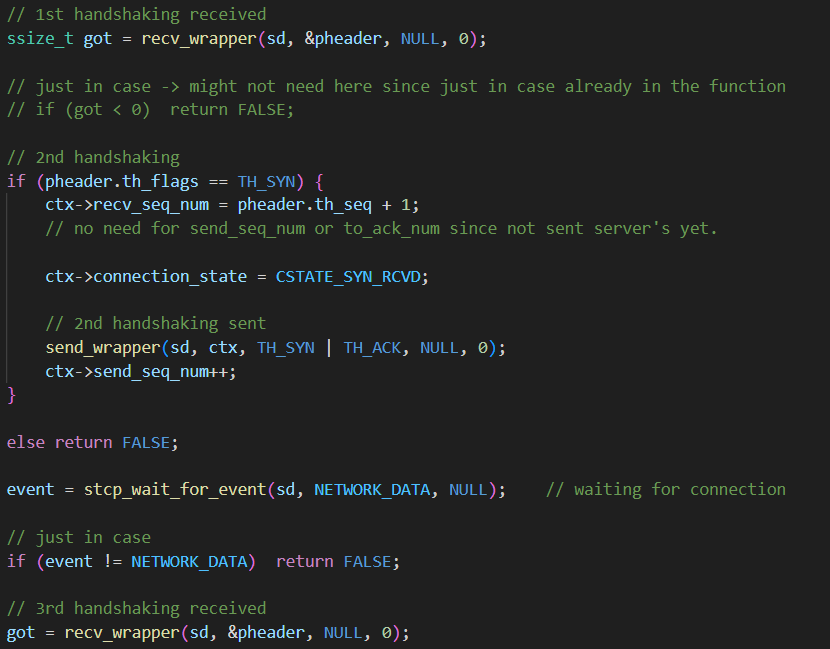 // 1st handshaking received
ssize_t got = recv_wrapper(sd, &pheader, NULL, 0);
// just in case -> might not need here since just in case already in the function
// if (got < 0)  return FALSE;
// 2nd handshaking
if (pheader.th_flags == TH_SYN) {
    ctx->recv_seq_num = pheader.th_seq + 1;
    // no need for send_seq_num or to_ack_num since not sent server's yet.
    ctx->connection_state = CSTATE_SYN_RCVD;
    // 2nd handshaking sent
    send_wrapper(sd, ctx, TH_SYN | TH_ACK, NULL, 0);
    ctx->send_seq_num++;
}
else return FALSE;
event = stcp_wait_for_event(sd, NETWORK_DATA, NULL);    // waiting for connection
// just in case
if (event != NETWORK_DATA)  return FALSE;
// 3rd handshaking received
got = recv_wrapper(sd, &pheader, NULL, 0);